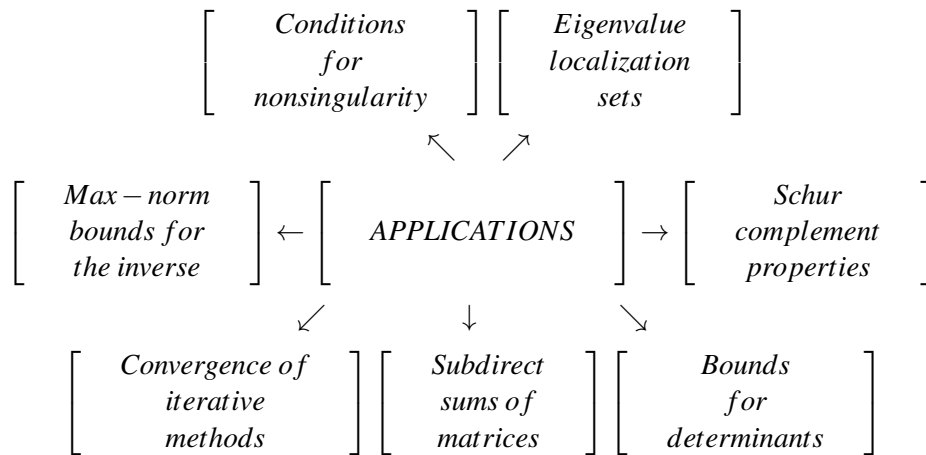 Conditions
for
nonsingularity
Eigenvalue
localization
sets
Max − norm
bounds for
the inverse
← APPLICATIONS →
Schur
complement
properties
Convergence of
iterative
methods
Subdirect
sums of
matrices
Bounds
for
determinants